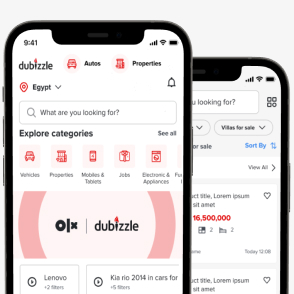 9:41
dubizzle
Autos
Properties
Egypt
What are you looking for?
Explore categories
See all
Vehicles
Properties
Mobiles &
Tablets
Jobs
Electronic &
Appliances
olx
dubizzle
Lenovo
+2 filters
Kia rio 2014 in cars for
+5 filters
u looking for?
Villas for sale
or sale
Sort By
View All
uct title, Lorem ipsum
sit amet
16,500,000
2
2
Today 12:08
uct title, Lorem ipsum
sit amet